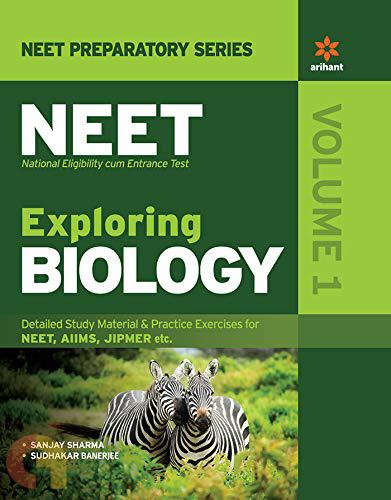 NEET PREPARATORY SERIES
arihant
NEET
National Eligibility cum Entrance Test
VOLUME 1
Exploring
BIOLOGY
Detailed Study Material & Practice Exercises for
NEET, AIIMS, JIPMER etc.
• SANJAY SHARMA
• SUDHAKAR BANERJEE